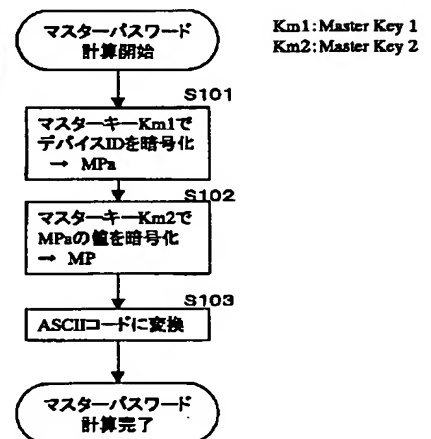 マスターパスワード
計算開始
Km1:Master Key 1
Km2:Master Key 2
S101
マスターキーKm1で
デバイスIDを暗号化
→ MPa
S102
マスターキーKm2で
MPaの値を暗号化
→ MP
S103
ASCIIコードに変換
マスターパスワード
計算完了